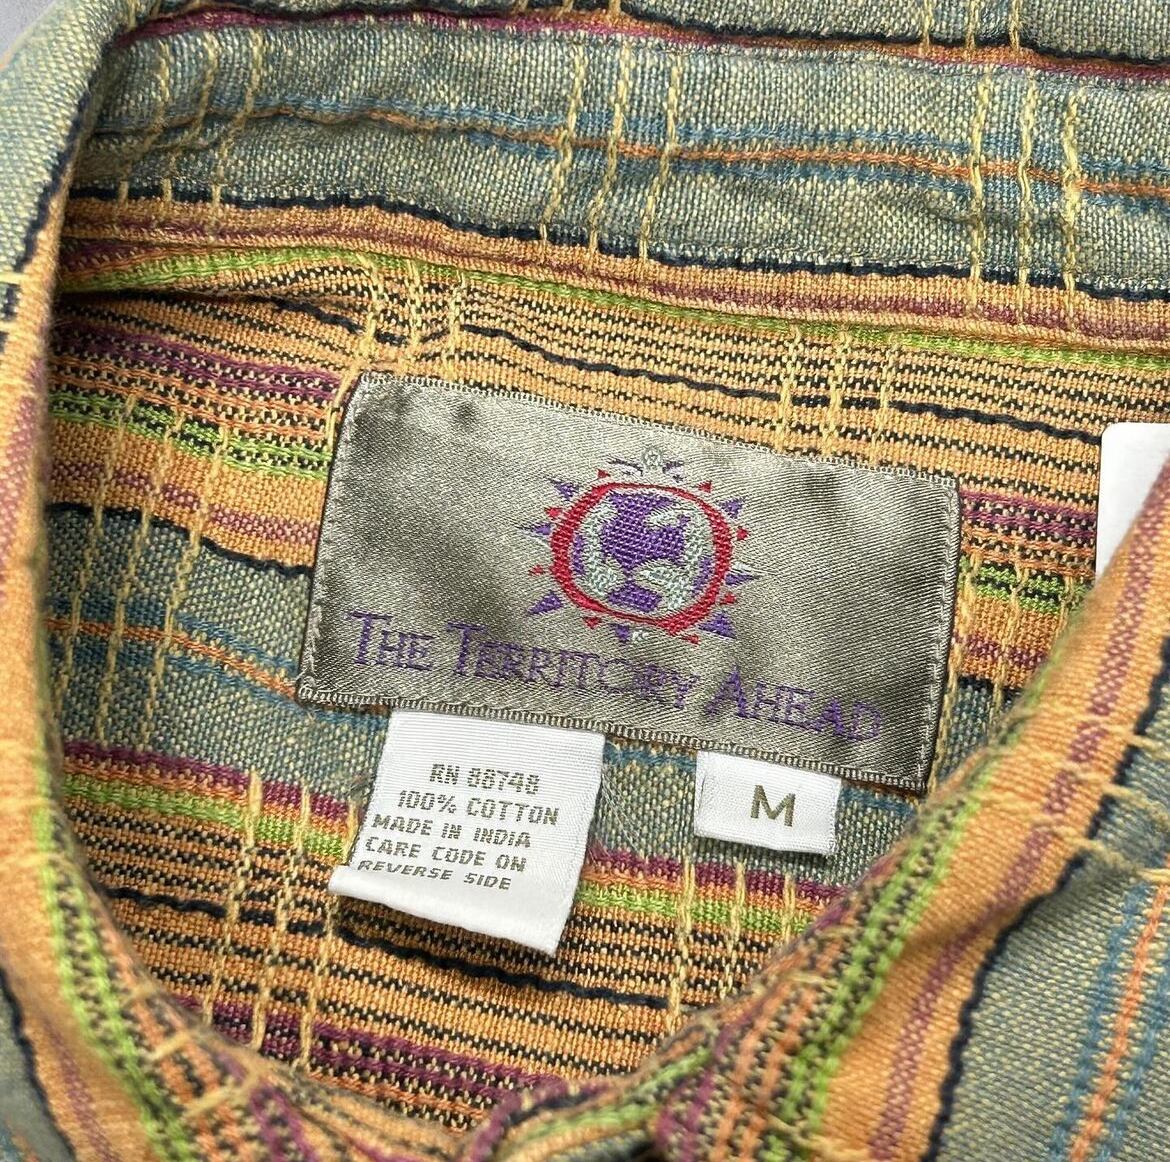 THE TERRITORY AHEAD
RN 88748
100% COTTON
MADE IN INDIA
CARE CODE ON
REVERSE SIDE
M